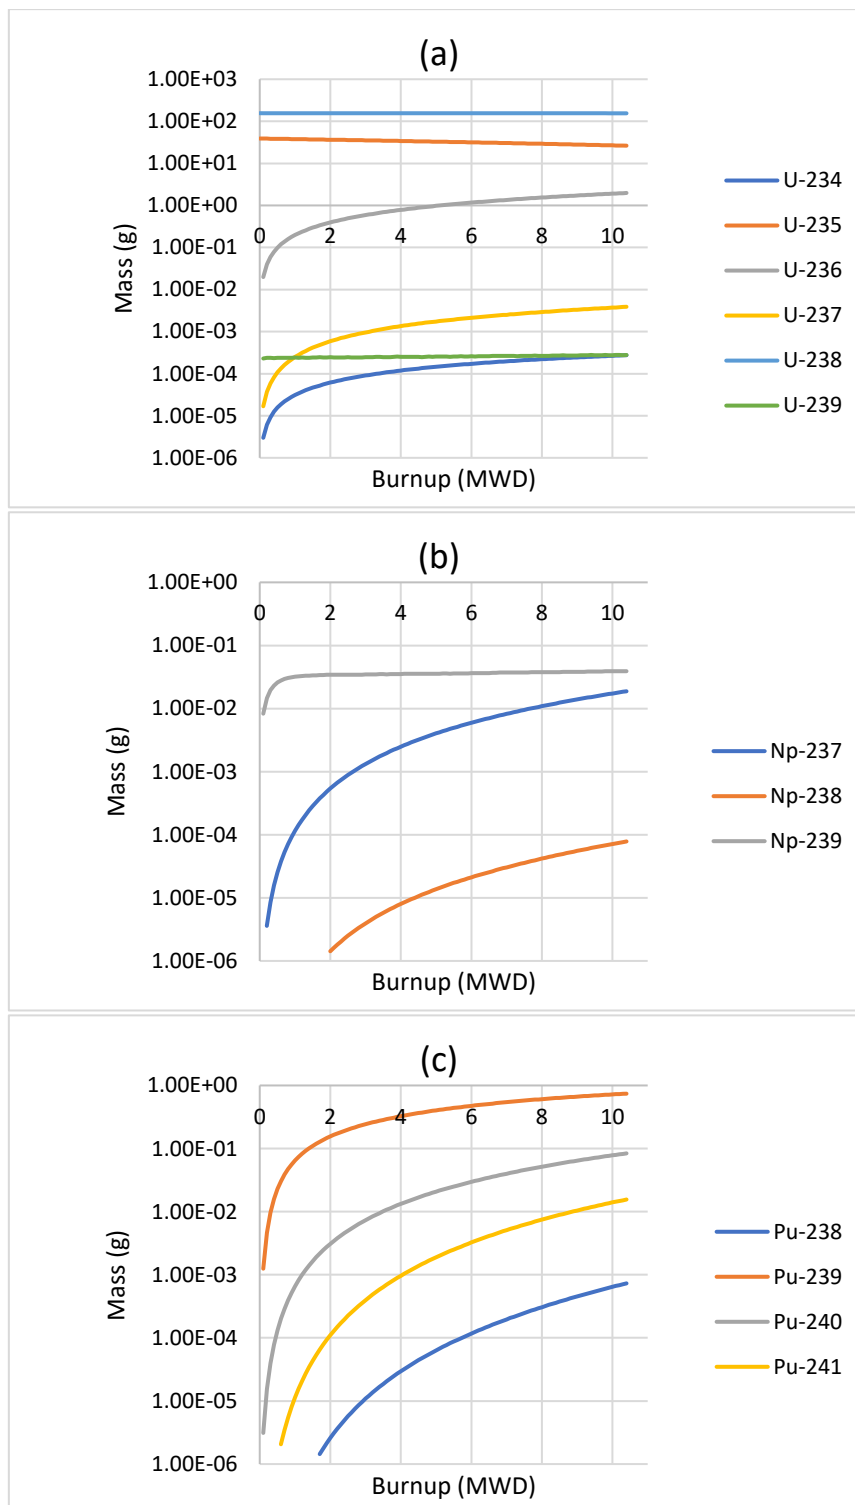 (a)
1.00E+03
1.00E+02
1.00E+01
1.00E+00
1.00E-01
1.00E-02
1.00E-03
1.00E-04
1.00E-05
1.00E-06
0 2 4 6 8 10
Mass (g)
Burnup (MWD)
U-234
U-235
U-236
U-237
U-238
U-239
(b)
1.00E+00
1.00E-01
1.00E-02
1.00E-03
1.00E-04
1.00E-05
1.00E-06
0 2 4 6 8 10
Mass (g)
Burnup (MWD)
Np-237
Np-238
Np-239
(c)
1.00E+00
1.00E-01
1.00E-02
1.00E-03
1.00E-04
1.00E-05
1.00E-06
0 2 4 6 8 10
Mass (g)
Burnup (MWD)
Pu-238
Pu-239
Pu-240
Pu-241